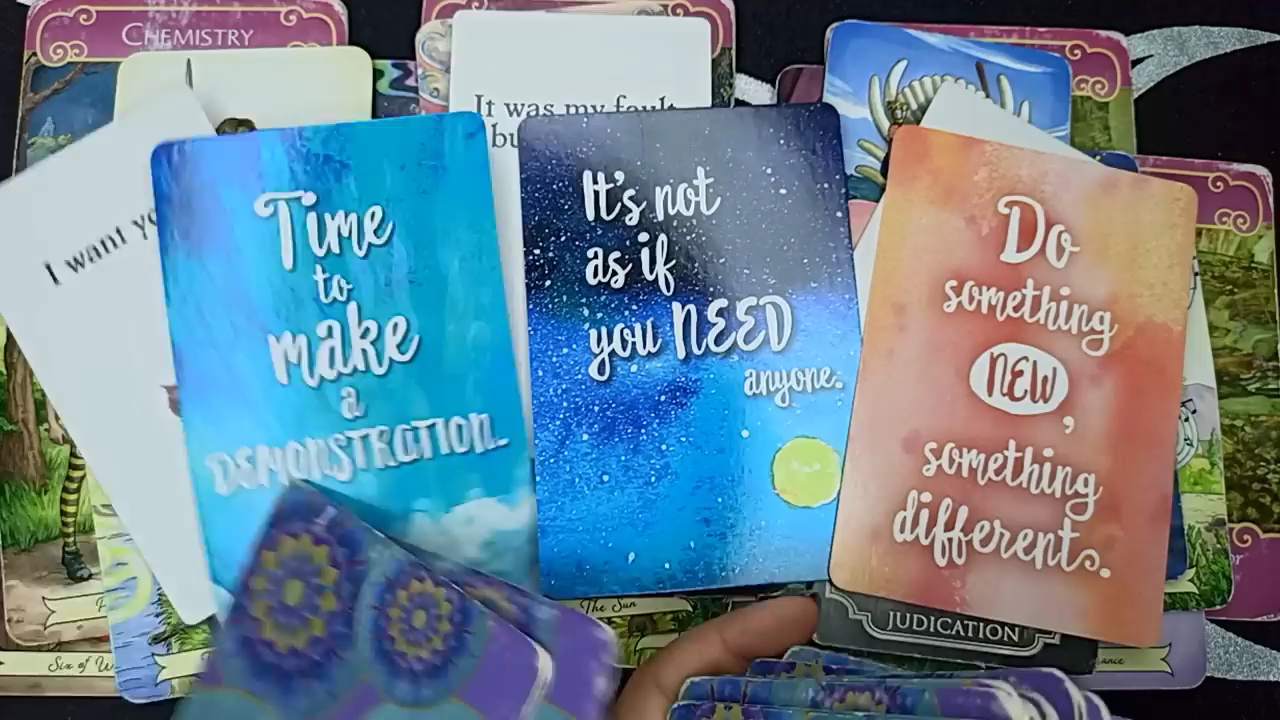 CHEMISTRY
It was my fault
I want
Time
to
make
a
DEMONSTRATION.
It's not
as if
you NEED
anyone.
Do
something
NEW,
something
different.
The Sun
JUDICATION
Six of